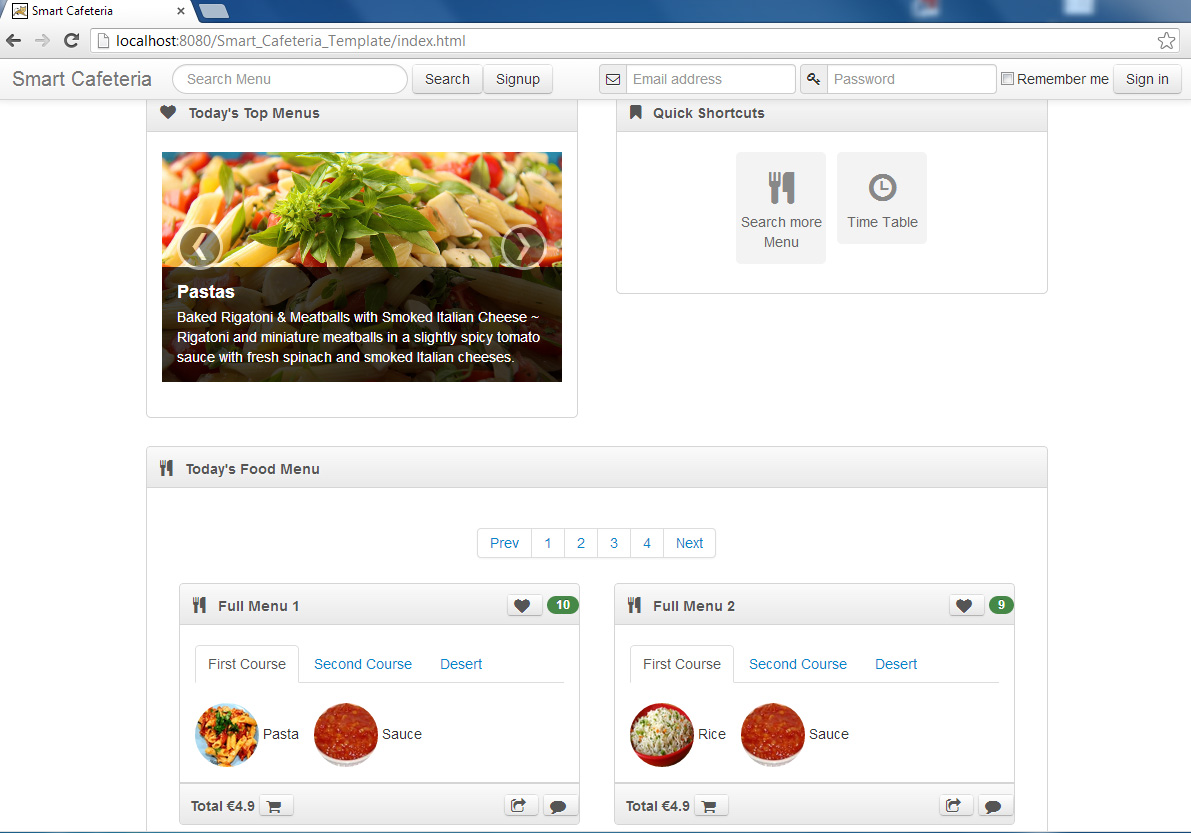 Smart Cafeteria
localhost:8080/Smart_Cafeteria_Template/index.html
Smart Cafeteria Search Menu Search Signup Email address Password Remember me Sign in
Today's Top Menus
Pastas
Baked Rigatoni & Meatballs with Smoked Italian Cheese ~
Rigatoni and miniature meatballs in a slightly spicy tomato
sauce with fresh spinach and smoked Italian cheeses.
Quick Shortcuts
Search more
Menu
Time Table
Today's Food Menu
Prev 1 2 3 4 Next
Full Menu 1 10
First Course Second Course Desert
Pasta Sauce
Total €4.9
Full Menu 2 9
First Course Second Course Desert
Rice Sauce
Total €4.9